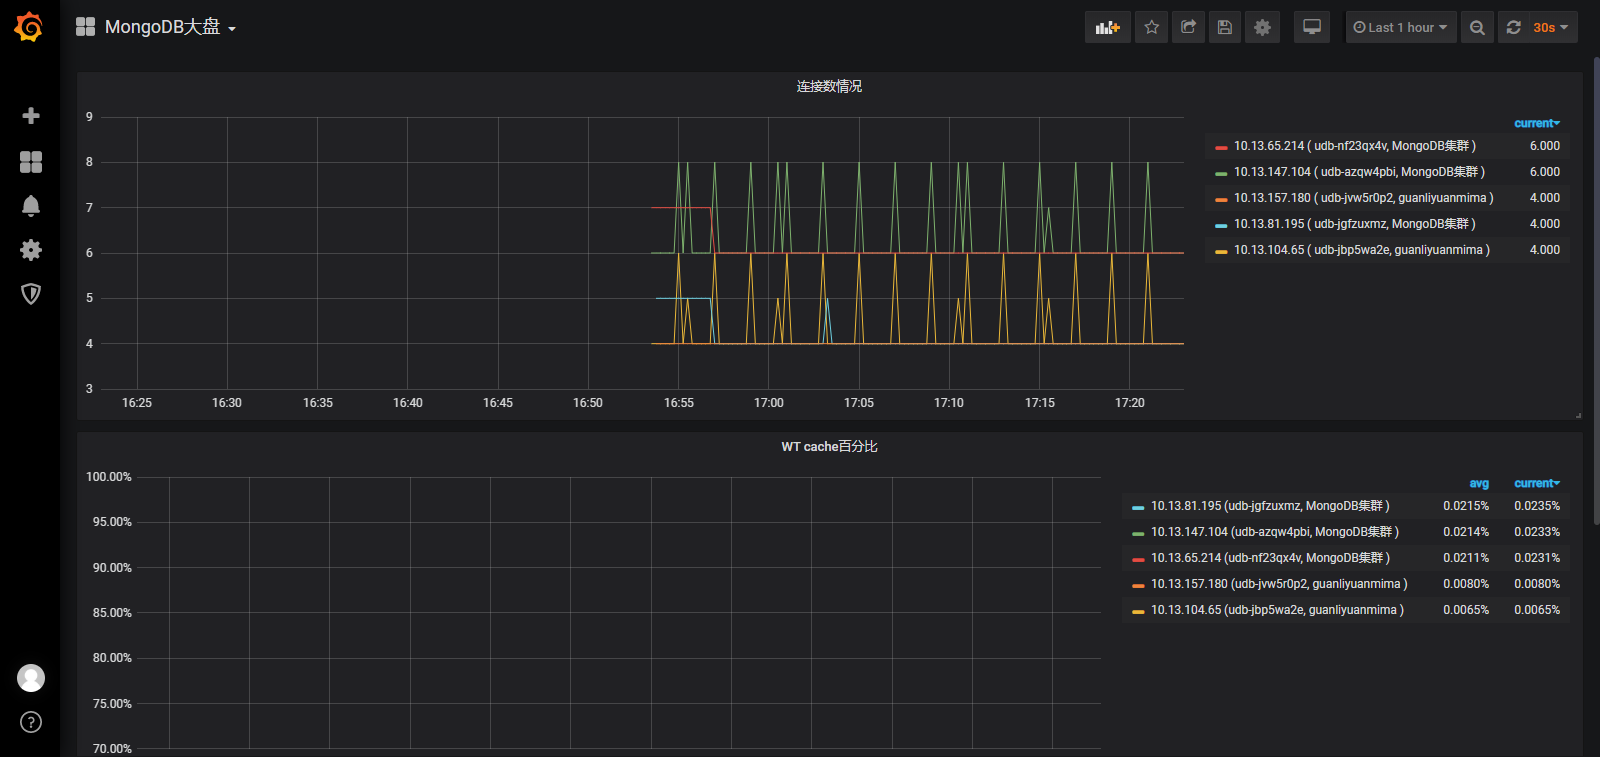 MongoDB大盘
Last 1 hour
30s
连接数情况
9
8
7
6
5
4
3
16:25 16:30 16:35 16:40 16:45 16:50 16:55 17:00 17:05 17:10 17:15 17:20
current
10.13.65.214 ( udb-nf23qx4v, MongoDB集群 ) 6.000
10.13.147.104 ( udb-azqw4pbi, MongoDB集群 ) 6.000
10.13.157.180 ( udb-jvw5r0p2, guanliyuanmima ) 4.000
10.13.81.195 ( udb-jgfzuxmz, MongoDB集群 ) 4.000
10.13.104.65 ( udb-jbp5wa2e, guanliyuanmima ) 4.000
WT cache百分比
100.00%
95.00%
90.00%
85.00%
80.00%
75.00%
70.00%
avg current
10.13.81.195 (udb-jgfzuxmz, MongoDB集群 ) 0.0215% 0.0235%
10.13.147.104 (udb-azqw4pbi, MongoDB集群 ) 0.0214% 0.0233%
10.13.65.214 (udb-nf23qx4v, MongoDB集群 ) 0.0211% 0.0231%
10.13.157.180 (udb-jvw5r0p2, guanliyuanmima ) 0.0080% 0.0080%
10.13.104.65 (udb-jbp5wa2e, guanliyuanmima ) 0.0065% 0.0065%